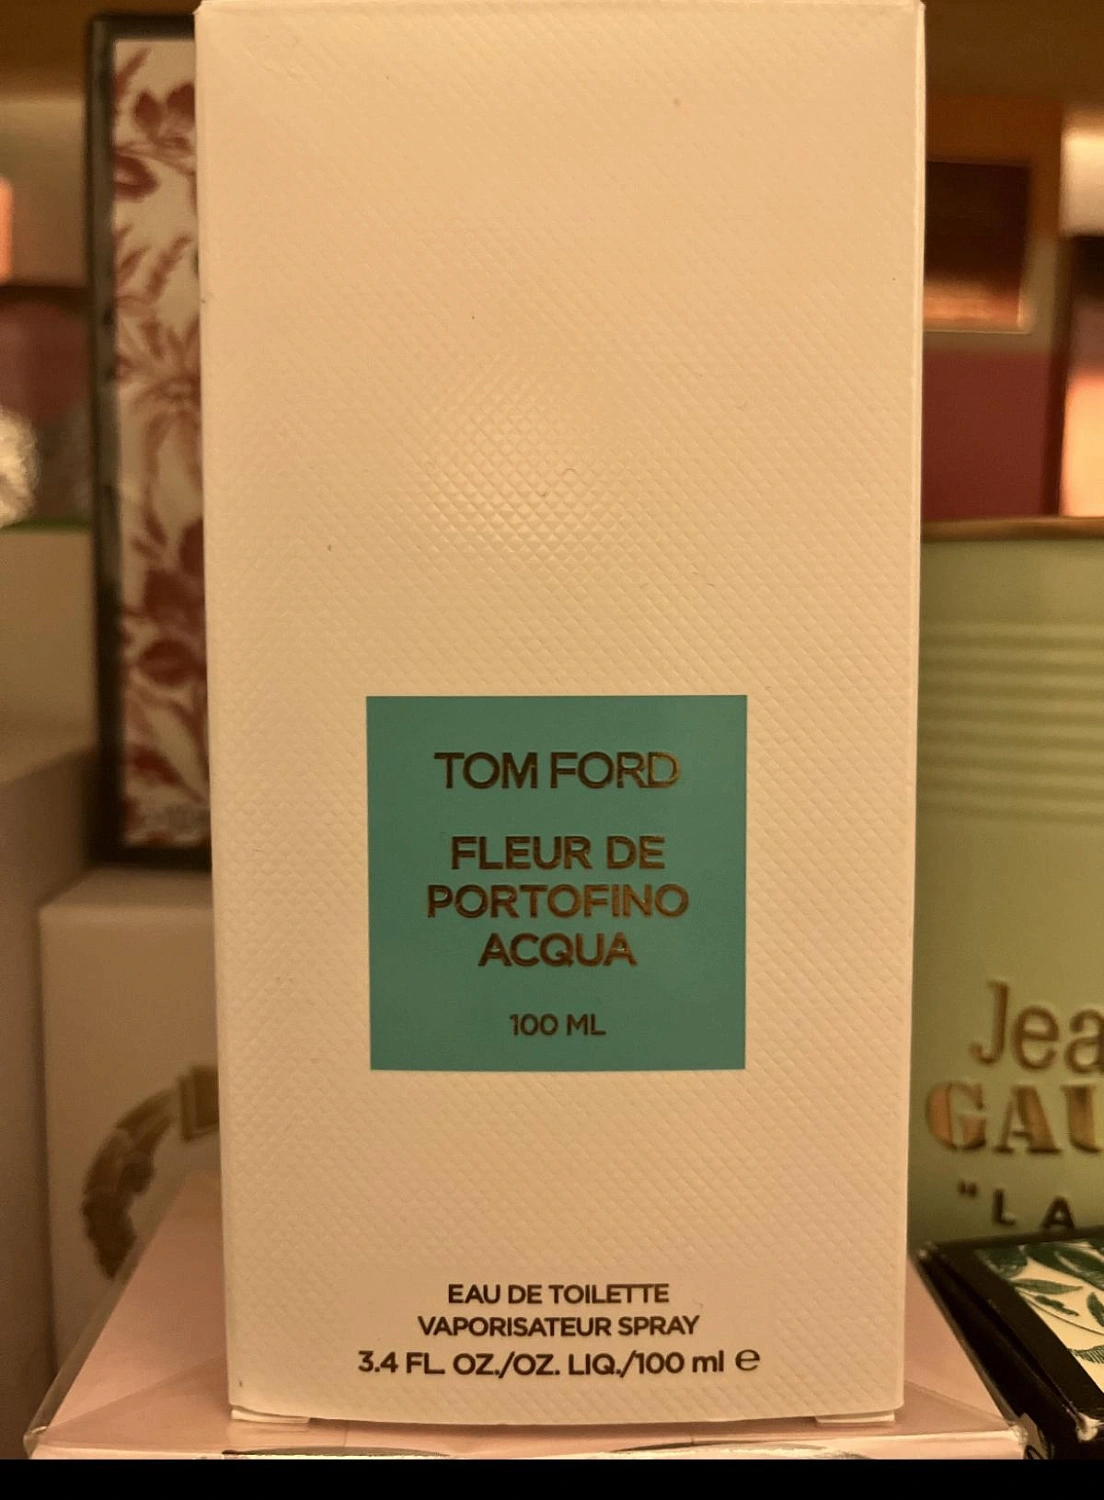 TOM FORD
FLEUR DE
PORTOFINO
ACQUA
100 ML
EAU DE TOILETTE
VAPORISATEUR SPRAY
3.4 FL. OZ./OZ. LIQ./100 ml ℮
Jea
GAU
"LA